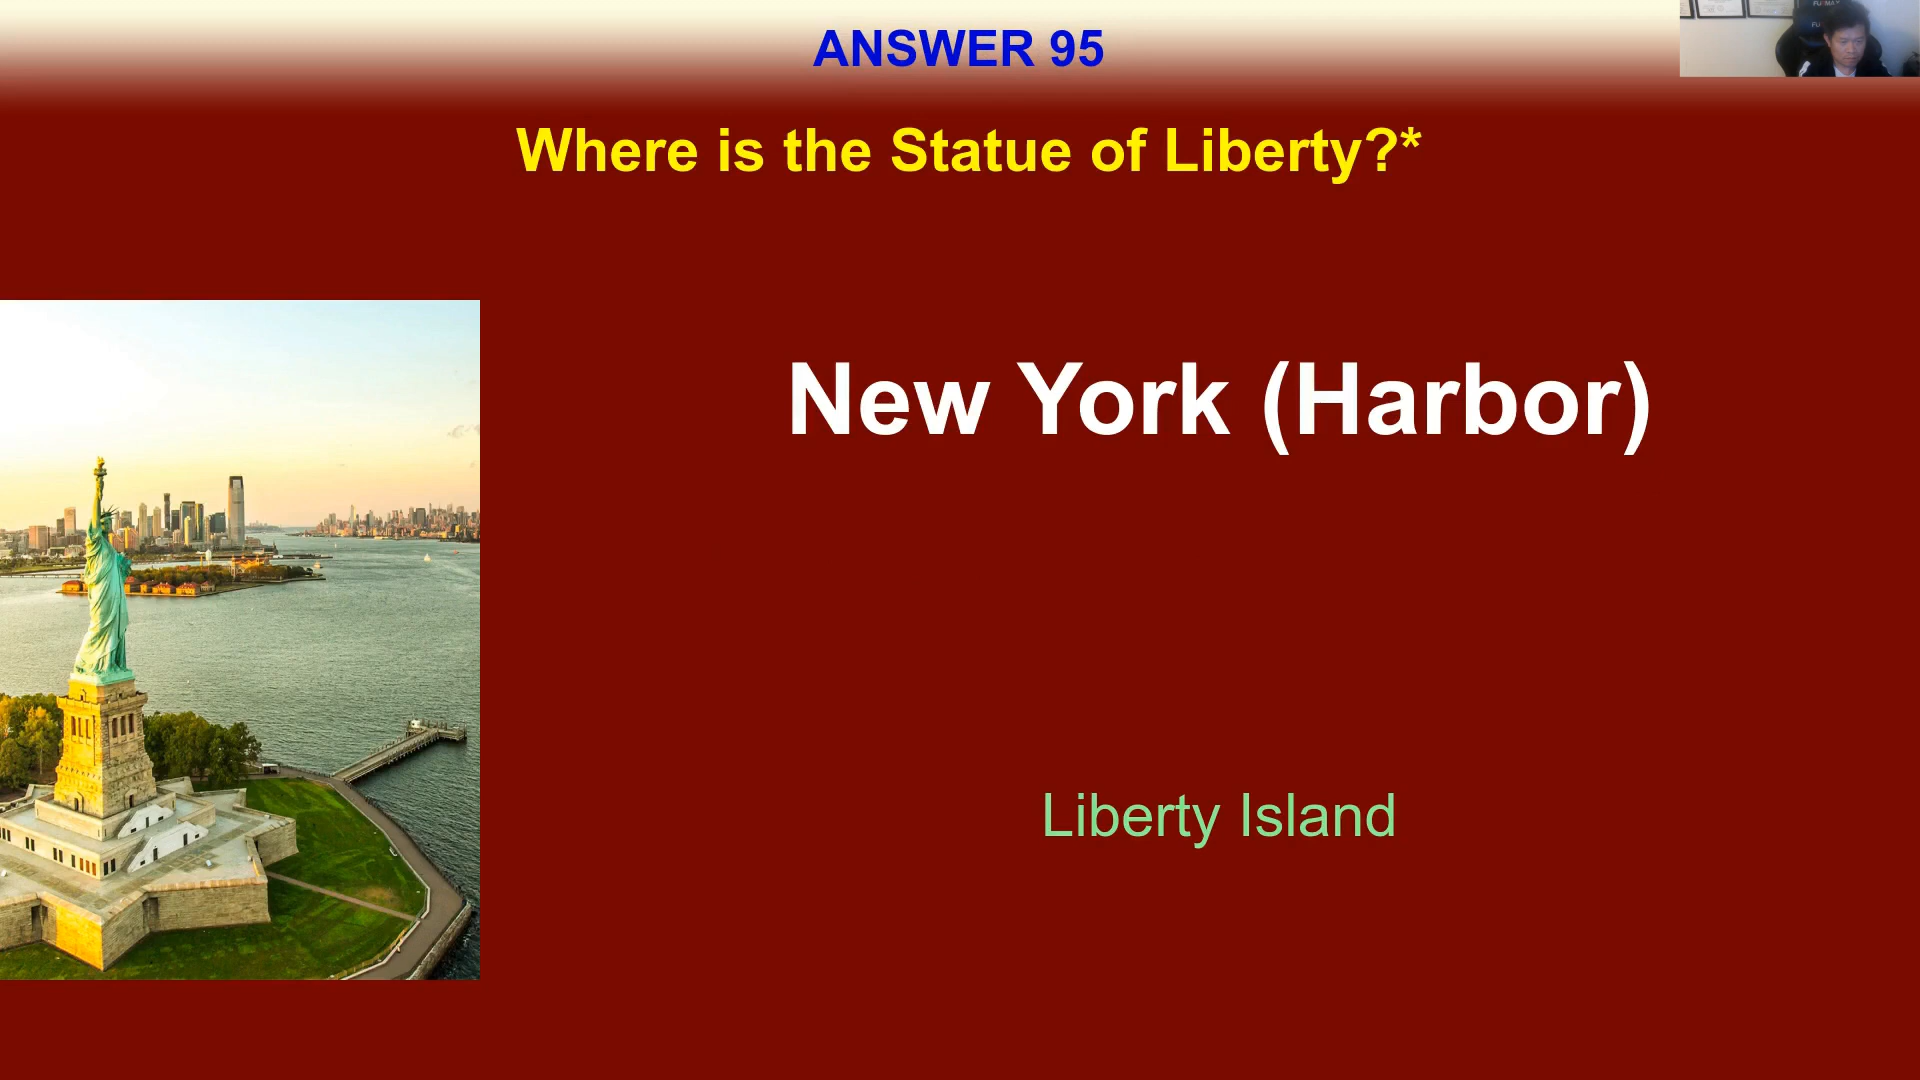 ANSWER 95
Where is the Statue of Liberty?*
New York (Harbor)
Liberty Island